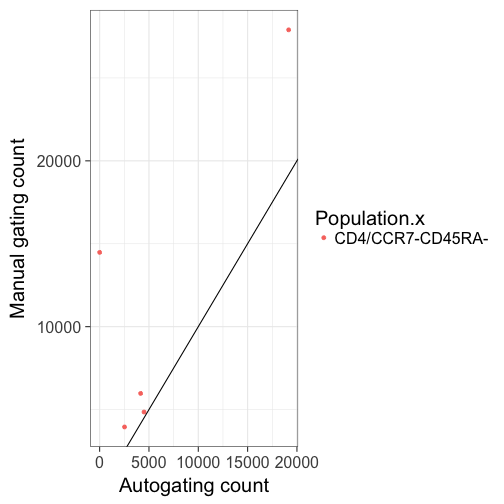 Manual gating count
20000
10000
0 5000 10000 15000 20000
Autogating count
Population.x
CD4/CCR7-CD45RA-